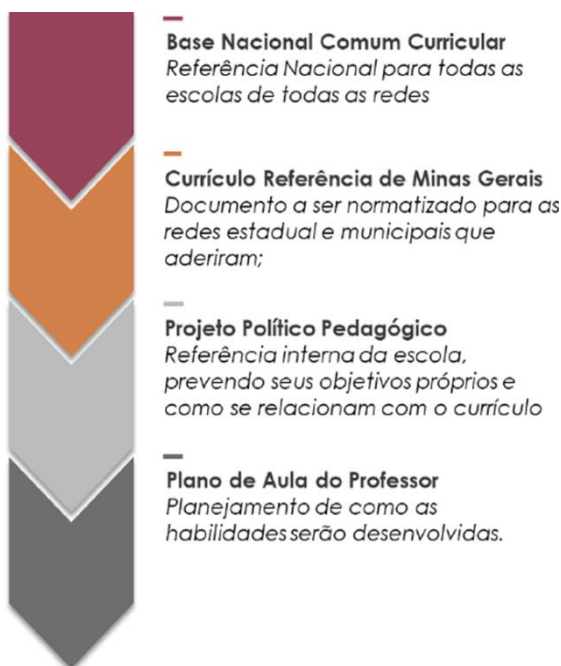 Base Nacional Comum Curricular
Referência Nacional para todas as
escolas de todas as redes
Currículo Referência de Minas Gerais
Documento a ser normatizado para as
redes estadual e municipais que
aderiram;
Projeto Político Pedagógico
Referência interna da escola,
prevendo seus objetivos próprios e
como se relacionam com o currículo
Plano de Aula do Professor
Planejamento de como as
habilidades serão desenvolvidas.